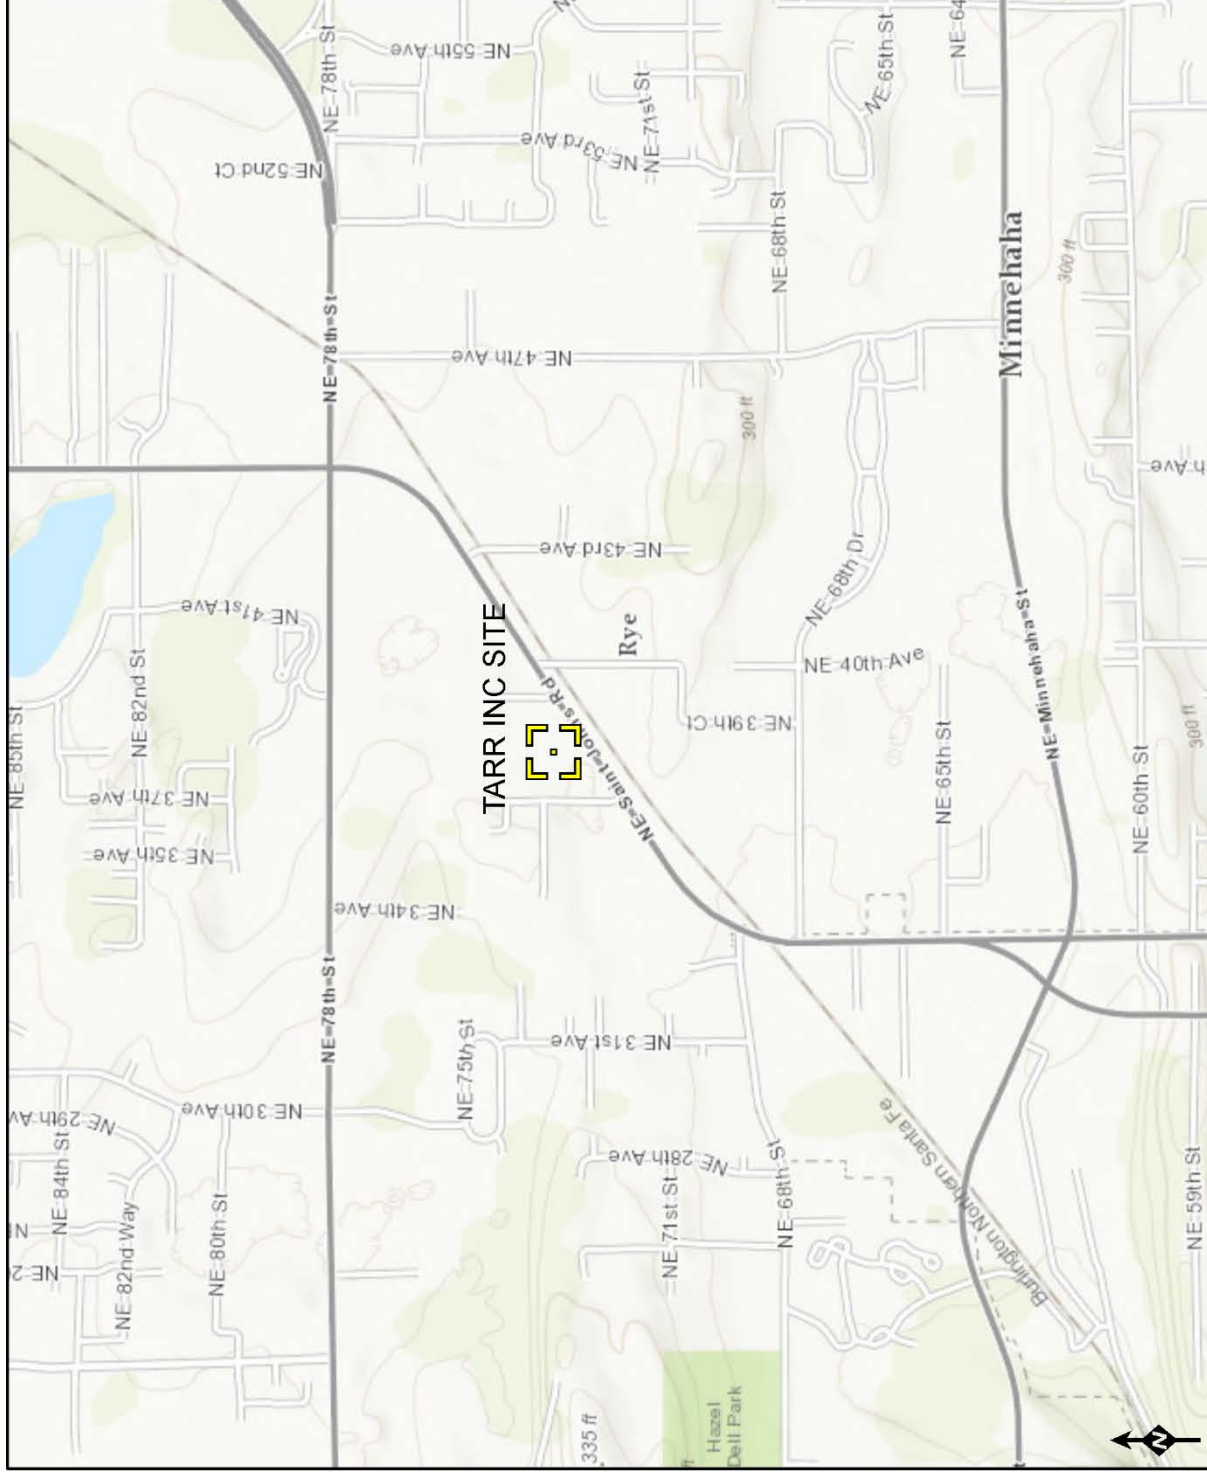 NE 85th St
NE 29th Av
NE 2
NE 84th St
NE 82nd Way
NE 82nd St
NE 37th Ave
NE 35th Ave
NE 41st Ave
NE 80th St
NE 30th Ave
NE 52nd Ct
NE 78th St
NE 78th St
NE 78th St
NE 34th Ave
NE 55th Ave
NE 75th St
NE 47th Ave
TARR INC SITE
NE 31st Ave
NE 43rd Ave
NE 53rd Ave
NE Saint Johns Rd
335 ft
Rye
NE 28th Ave
NE 71st St
NE 71st St
NE 39th Ct
300 ft
Hazel
Dell Park
ft
NE 68th St
NE 68th St
NE 68th Dr
NE 40th Ave
NE 65th St
NE 65th St
NE 64
Burlington Northern Santa Fe
Minnehaha
NE Minnehaha St
300 ft
NE 60th St
NE 59th St
300 ft
h Ave
N